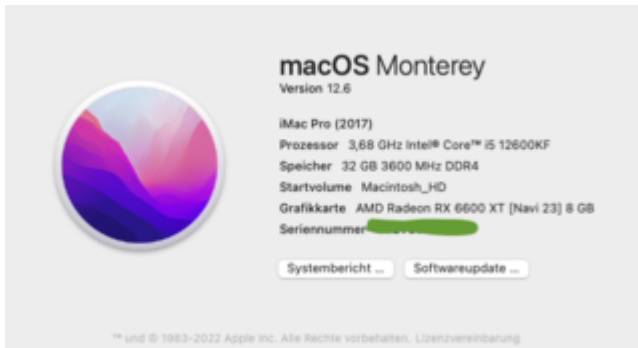 macOS Monterey
Version 12.6
iMac Pro (2017)
Prozessor 3,68 GHz Intel® Core™ i5 12600KF
Speicher 32 GB 3600 MHz DDR4
Startvolume Macintosh_HD
Grafikkarte AMD Radeon RX 6600 XT [Navi 23] 8 GB
Seriennummer
Systembericht ...
Softwareupdate ...
™ und © 1983-2022 Apple Inc. Alle Rechte vorbehalten. Lizenzvereinbarung